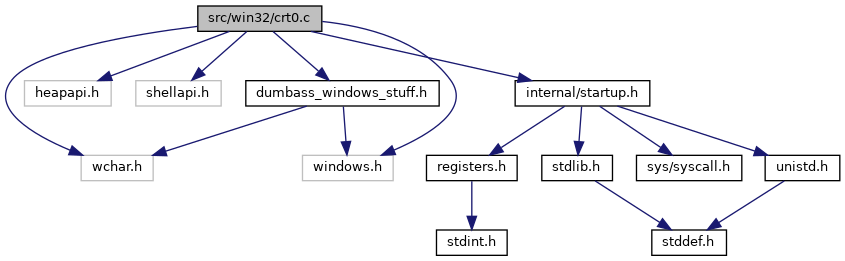 src/win32/crt0.c
heapapi.h
shellapi.h
dumbass_windows_stuff.h
internal/startup.h
wchar.h
windows.h
registers.h
stdlib.h
sys/syscall.h
unistd.h
stdint.h
stddef.h